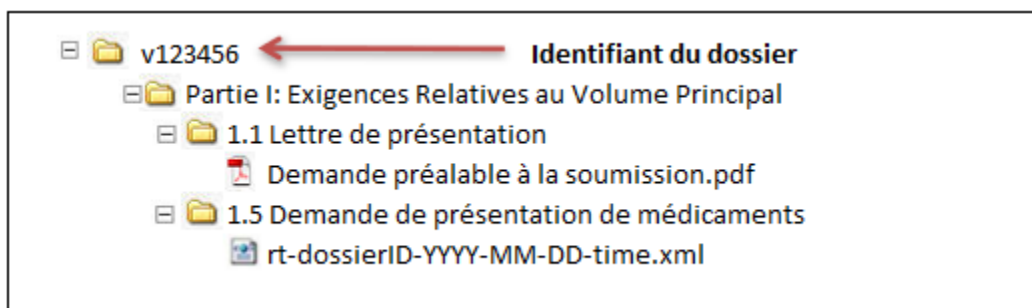 v123456 Identifiant du dossier
Partie I: Exigences Relatives au Volume Principal
1.1 Lettre de présentation
Demande préalable à la soumission.pdf
1.5 Demande de présentation de médicaments
rt-dossierID-YYYY-MM-DD-time.xml